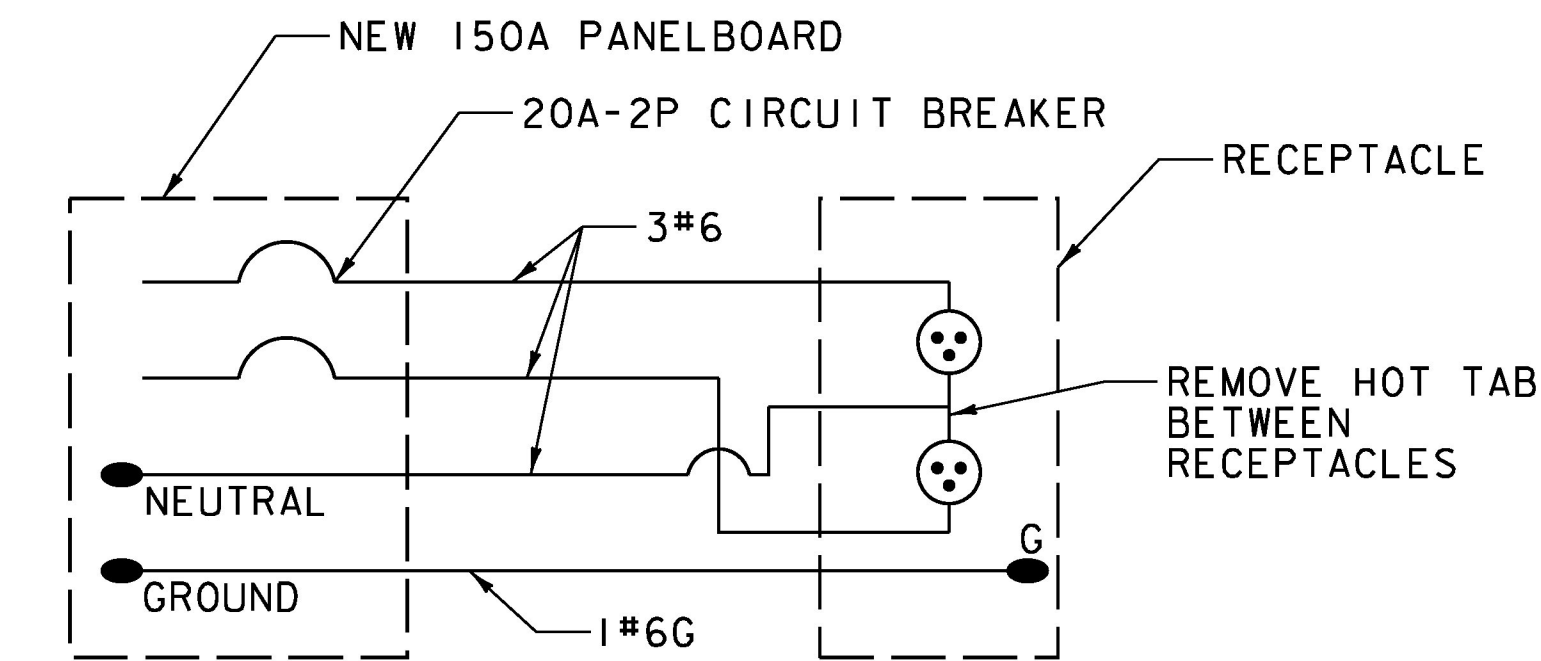 NEW 150A PANELBOARD
20A-2P CIRCUIT BREAKER
RECEPTACLE
3#6
REMOVE HOT TAB
BETWEEN
RECEPTACLES
NEUTRAL
G
GROUND
1#6G